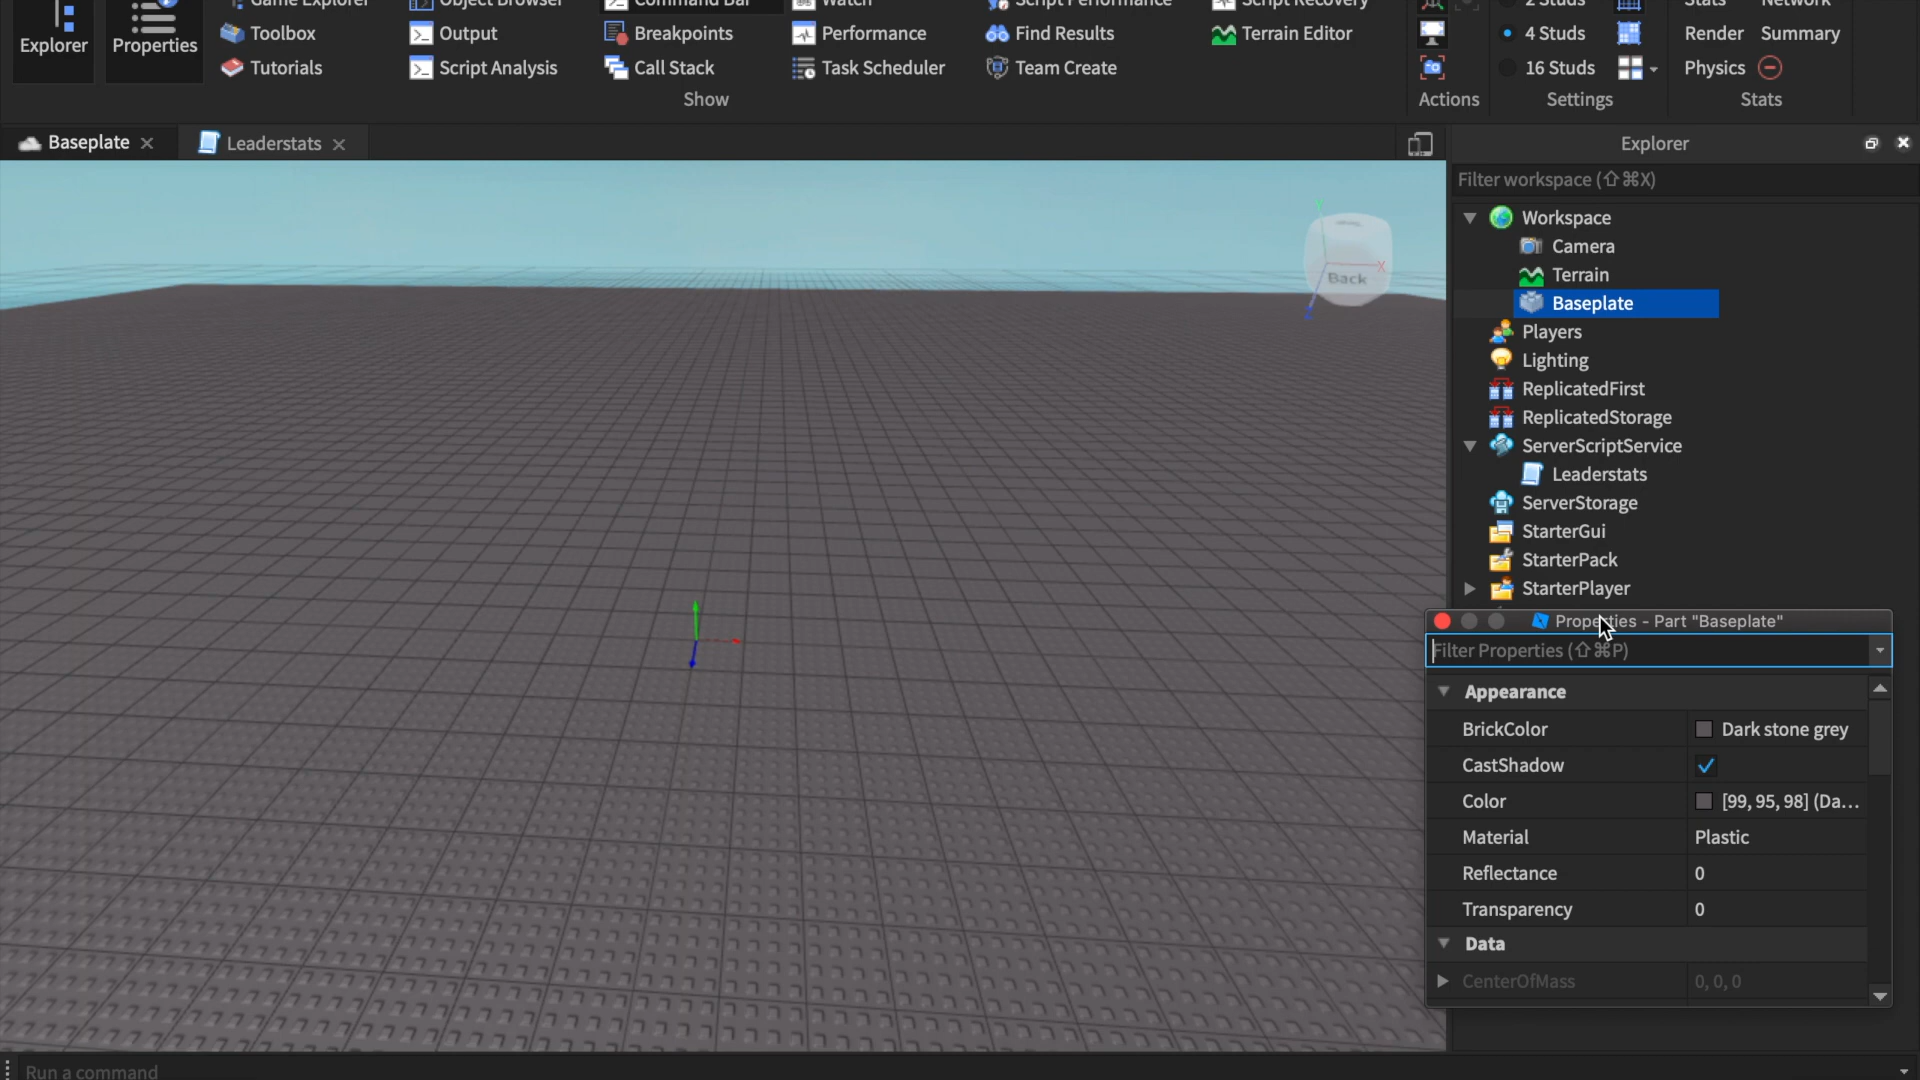 Game Explorer Object Browser Command Bar Watch Script Performance Script Recovery 2 Studs Stats Network
Explorer Properties Toolbox Output Breakpoints Performance Find Results Terrain Editor 4 Studs Render Summary
Tutorials Script Analysis Call Stack Task Scheduler Team Create 16 Studs Physics
Show Actions Settings Stats
Baseplate Leaderstats Explorer
Filter workspace (⇧⌘X)
Workspace
Camera
Back
Terrain
Baseplate
Players
Lighting
ReplicatedFirst
ReplicatedStorage
ServerScriptService
Leaderstats
ServerStorage
StarterGui
StarterPack
StarterPlayer
Properties - Part "Baseplate"
Filter Properties (⇧⌘P)
Appearance
BrickColor Dark stone grey
CastShadow
Color [99, 95, 98] (Da...
Material Plastic
Reflectance 0
Transparency 0
Data
CenterOfMass 0, 0, 0
Run a command